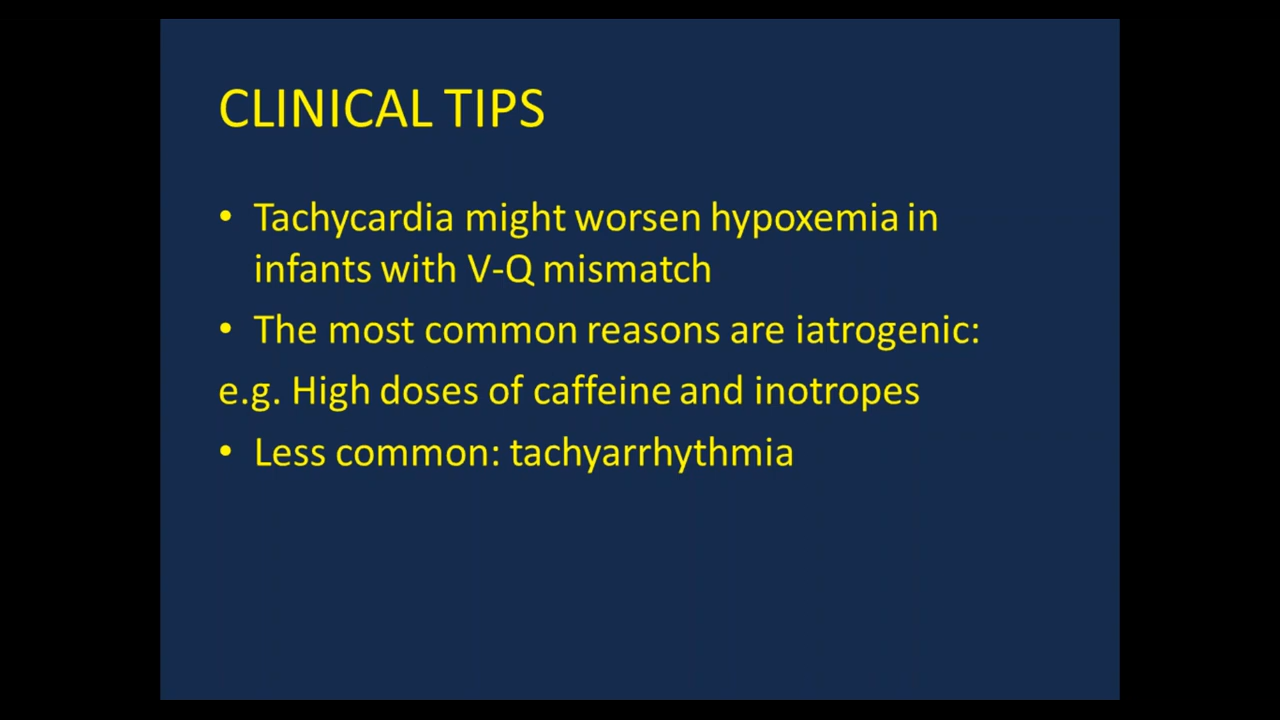 CLINICAL TIPS
• Tachycardia might worsen hypoxemia in
infants with V-Q mismatch
• The most common reasons are iatrogenic:
e.g. High doses of caffeine and inotropes
• Less common: tachyarrhythmia